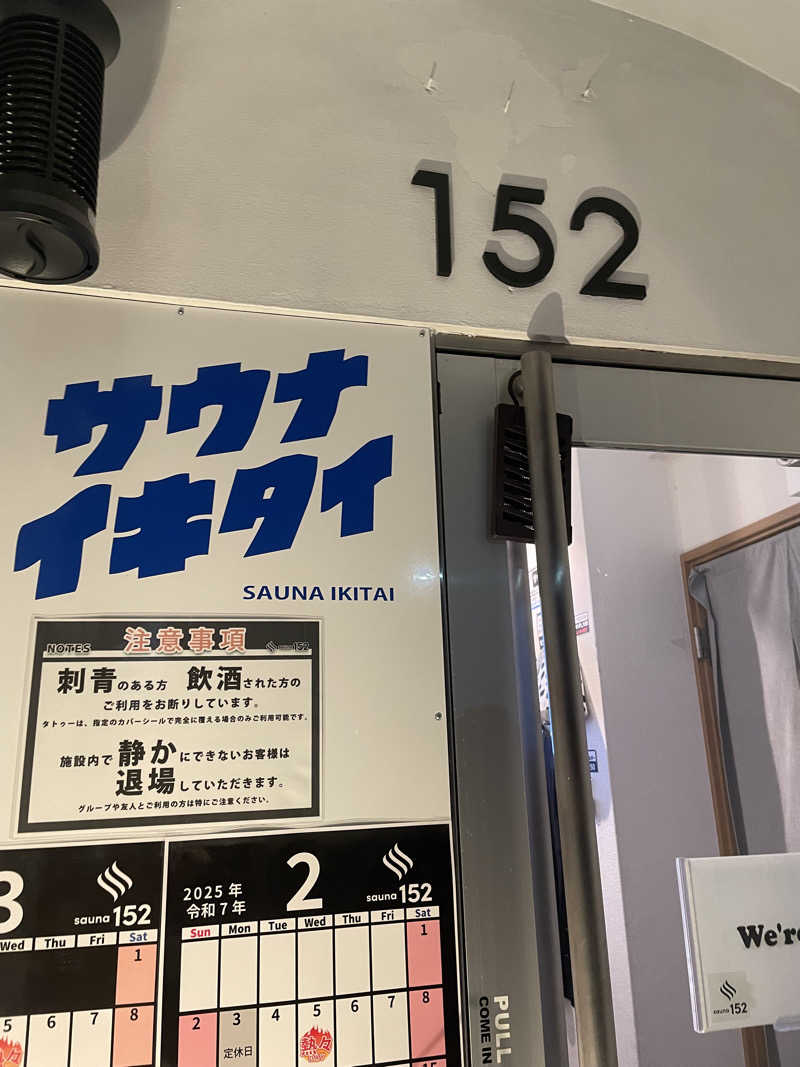 152
サウナ
イキタイ
SAUNA IKITAI
NOTES 注意事項 152
刺青のある方 飲酒された方の
ご利用をお断りしています。
タトゥーは、指定のカバーシールで完全に覆える場合のみご利用可能です。
施設内で静かにできないお客様は
退場していただきます。
グループや友人とご利用の方は特にご注意ください。
3 sauna 152
Wed Thu Fri Sat
1
5 6 7 8
2025年
令和7年
2
sauna 152
Sun Mon Tue Wed Thu Fri Sat
1
2 3 4 5 6 7 8
定休日 熱々
PULL
COME IN
We're
sauna 152